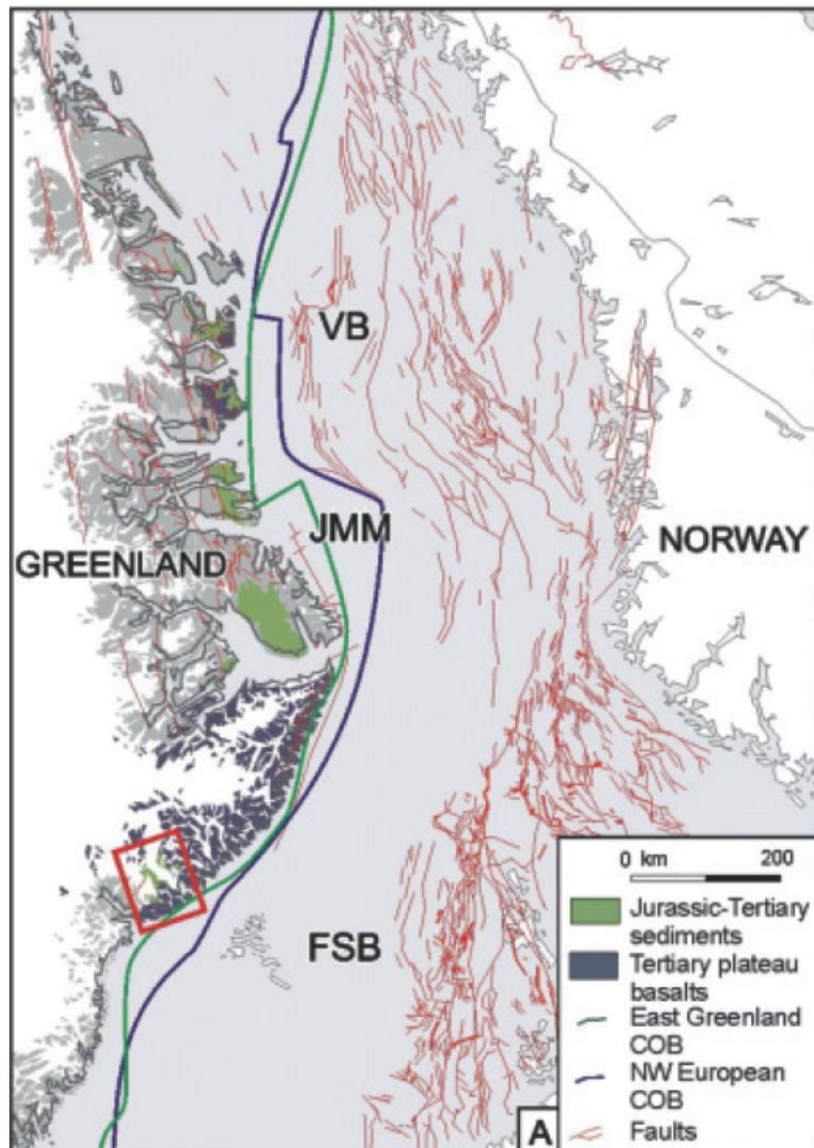 VB
JMM
GREENLAND
NORWAY
FSB
0 km 200
Jurassic-Tertiary
sediments
Tertiary plateau
basalts
East Greenland
COB
NW European
COB
Faults
A